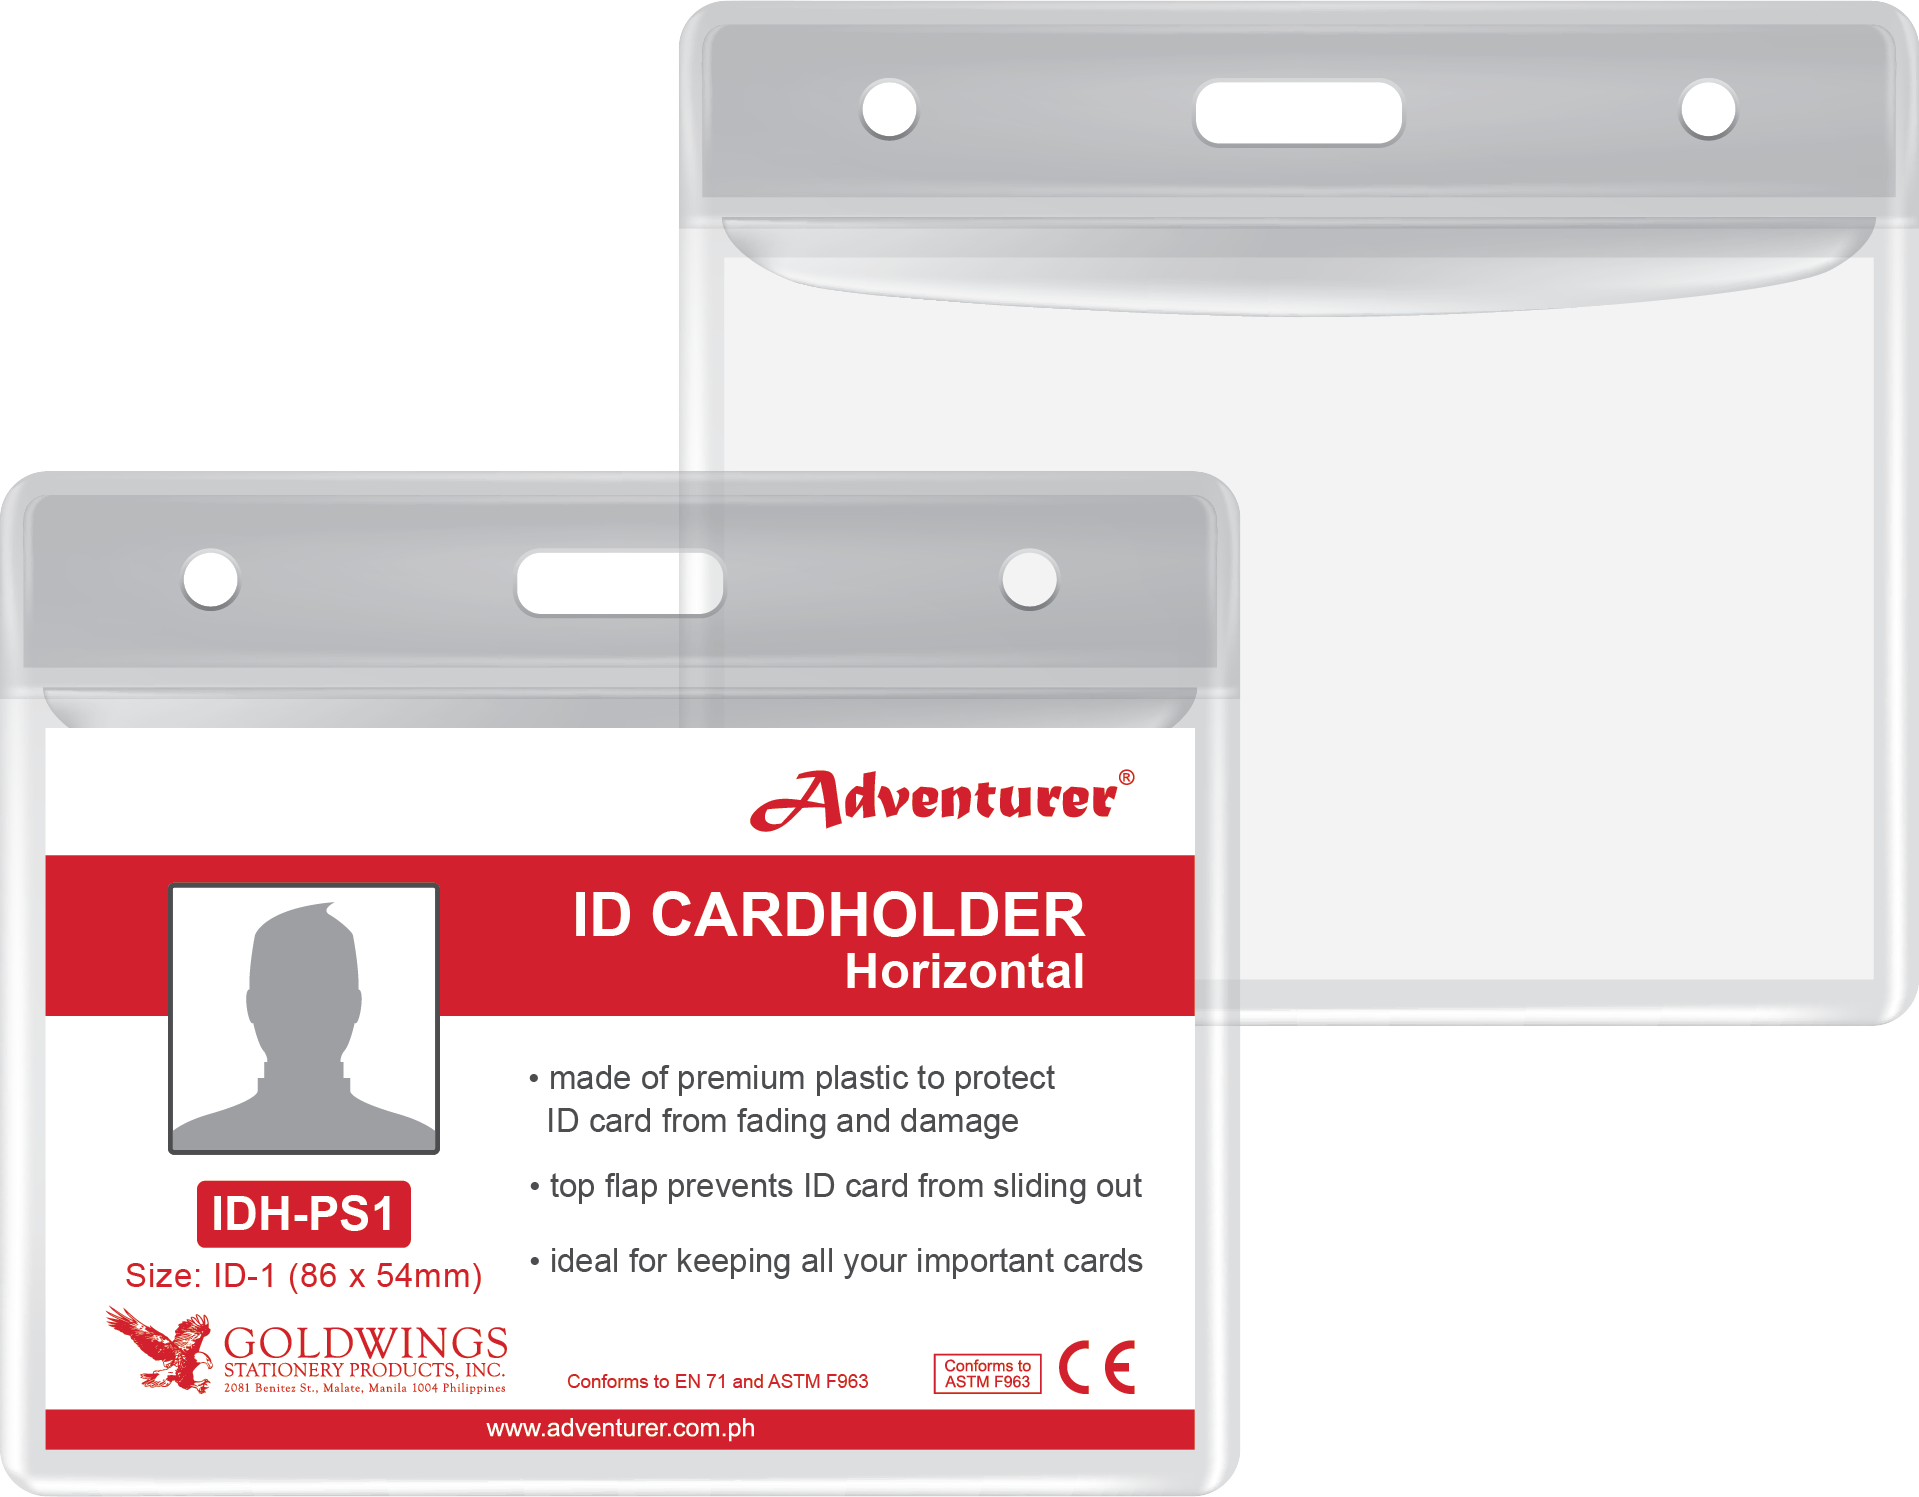 Adventurer®
ID CARDHOLDER
Horizontal
• made of premium plastic to protect
ID card from fading and damage
• top flap prevents ID card from sliding out
• ideal for keeping all your important cards
IDH-PS1
Size: ID-1 (86 x 54mm)
GOLDWINGS
STATIONERY PRODUCTS, INC.
2081 Benitez St., Malate, Manila 1004 Philippines
Conforms to EN 71 and ASTM F963
Conforms to
ASTM F963
CE
www.adventurer.com.ph